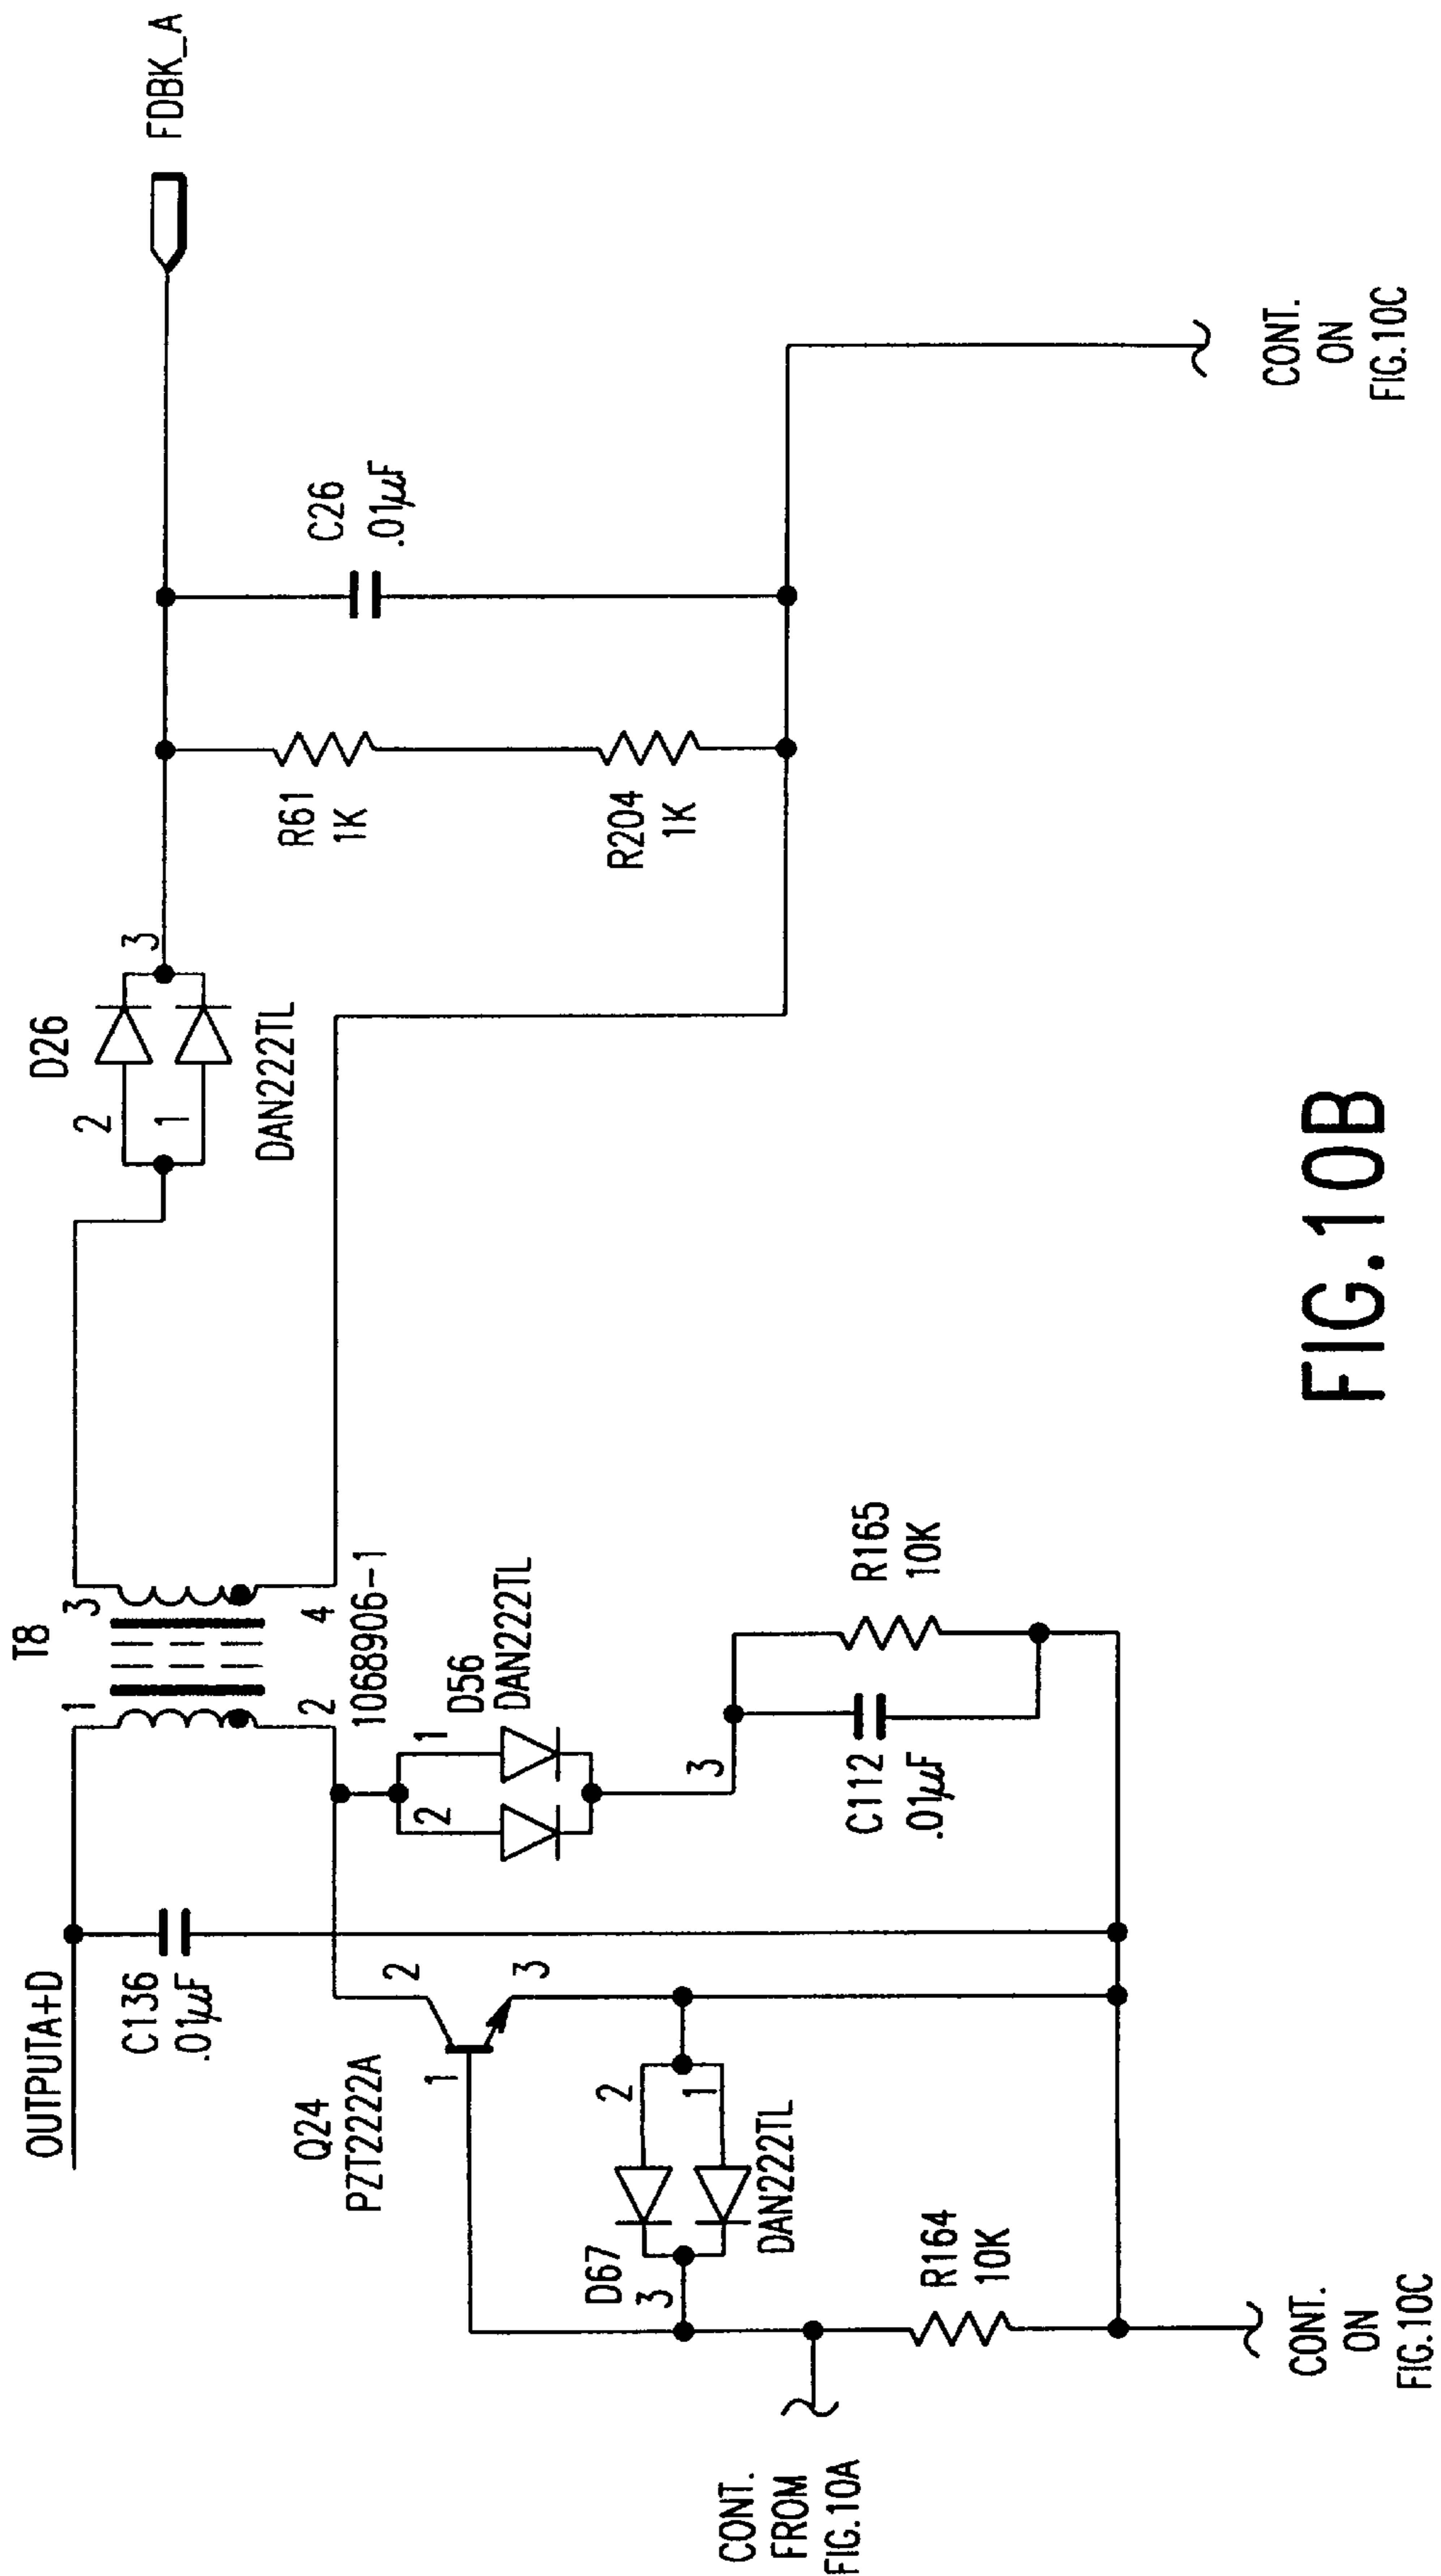 OUTPUTA+D
C136
.01µF
Q24
PZT2222A
1
2
3
D67
3
2
1
DAN222TL
R164
10K
CONT.
FROM
FIG.10A
CONT.
ON
FIG.10C
T8
1
2
3
4
1068906-1
D56
DAN222TL
1
2
3
C112
.01µF
R165
10K
D26
2
1
3
DAN222TL
R61
1K
R204
1K
C26
.01µF
FDBK_A
CONT.
ON
FIG.10C
FIG.10B